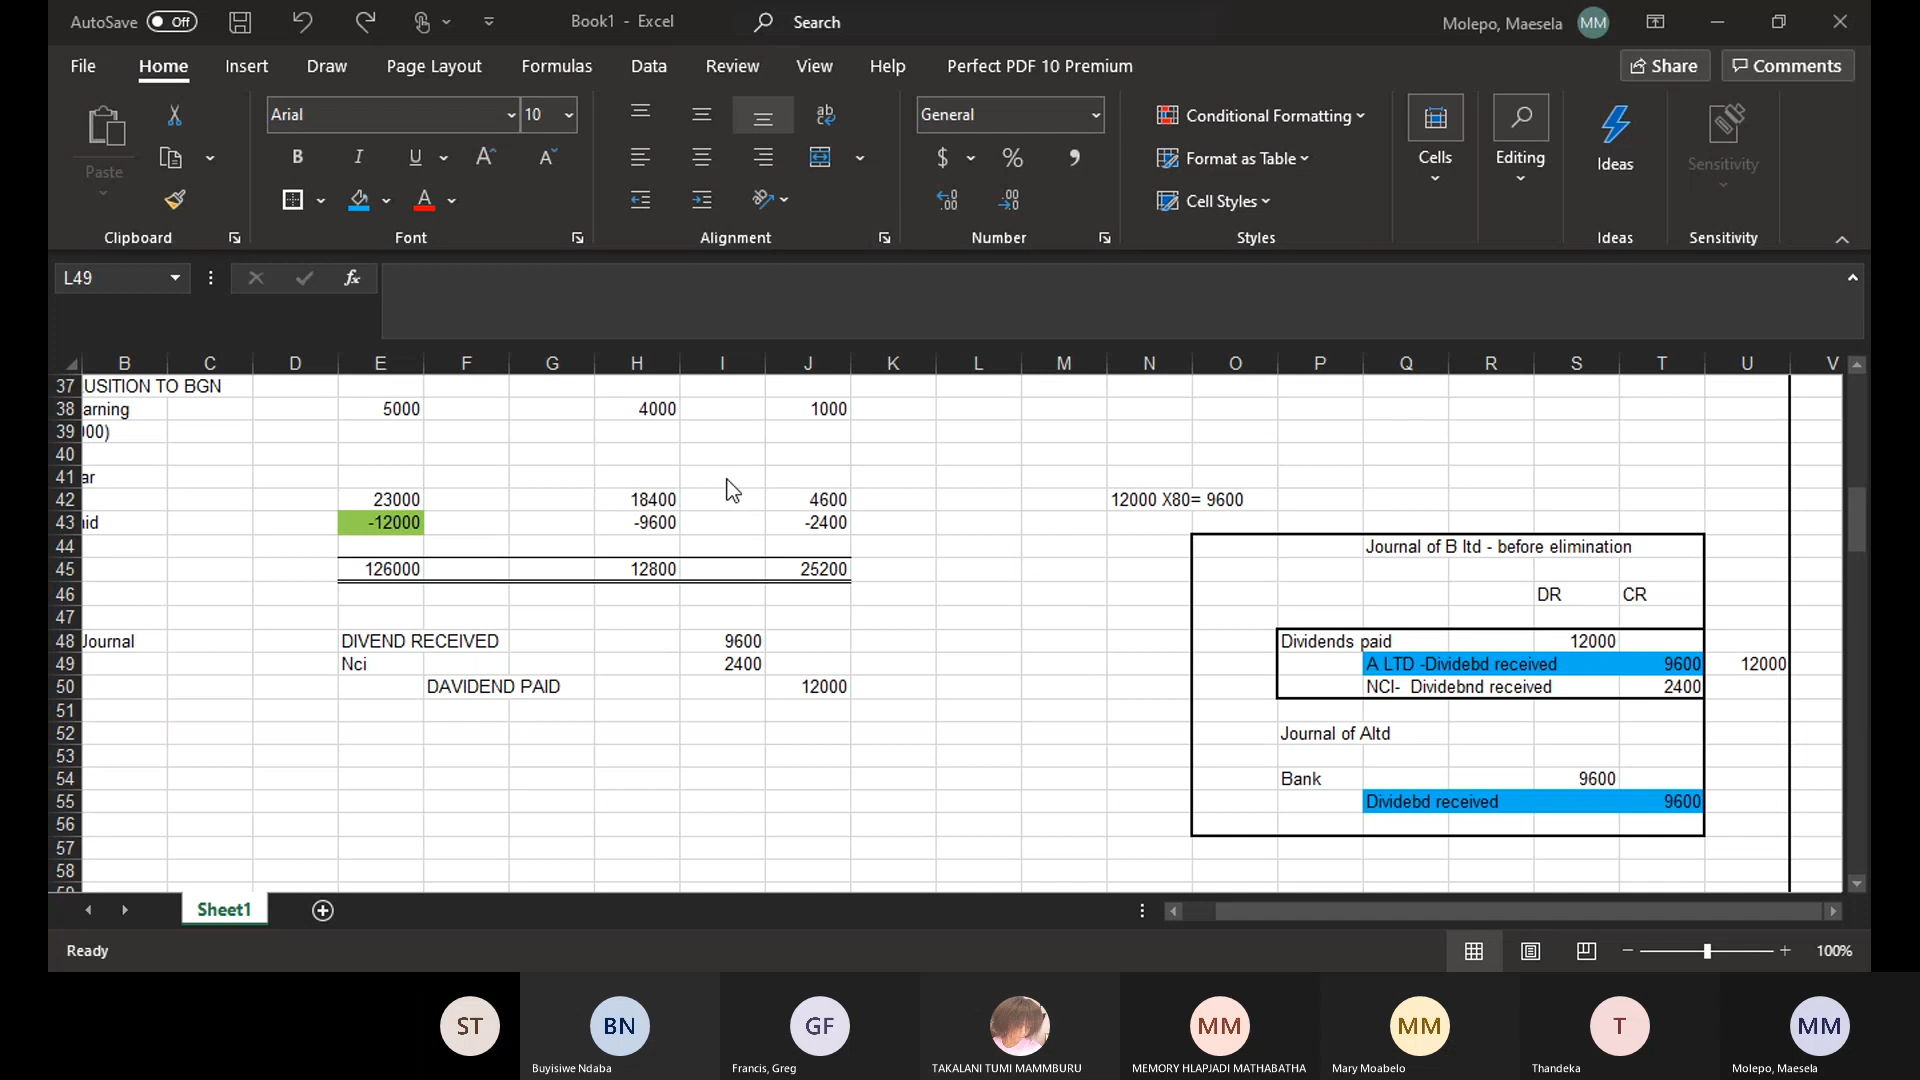 AutoSave Off Book1 - Excel Search Molepo, Maesela MM
File Home Insert Draw Page Layout Formulas Data Review View Help Perfect PDF 10 Premium Share Comments
Paste Arial 10 General Conditional Formatting Cells Editing Ideas Sensitivity
B I U A A $ % Format as Table
A Cell Styles
Clipboard Font Alignment Number Styles Ideas Sensitivity
L49 fx
B C D E F G H I J K L M N O P Q R S T U V
37 USITION TO BGN
38 arning 5000 4000 1000
39 000)
40
41 ar
42 23000 18400 4600 12000 X80= 9600
43 iid -12000 -9600 -2400
44 Journal of B ltd - before elimination
45 126000 12800 25200
46 DR CR
47
48 Journal DIVEND RECEIVED 9600 Dividends paid 12000
49 Nci 2400 A LTD -Dividebd received 9600 12000
50 DAVIDEND PAID 12000 NCI- Dividebnd received 2400
51
52 Journal of Altd
53
54 Bank 9600
55 Dividebd received 9600
56
57
58
Sheet1
Ready 100%
ST BN GF MM MM T MM
Buyisiwe Ndaba Francis, Greg TAKALANI TUMI MAMMBURU MEMORY HLAPJADI MATHABATHA Mary Moabelo Thandeka Molepo, Maesela